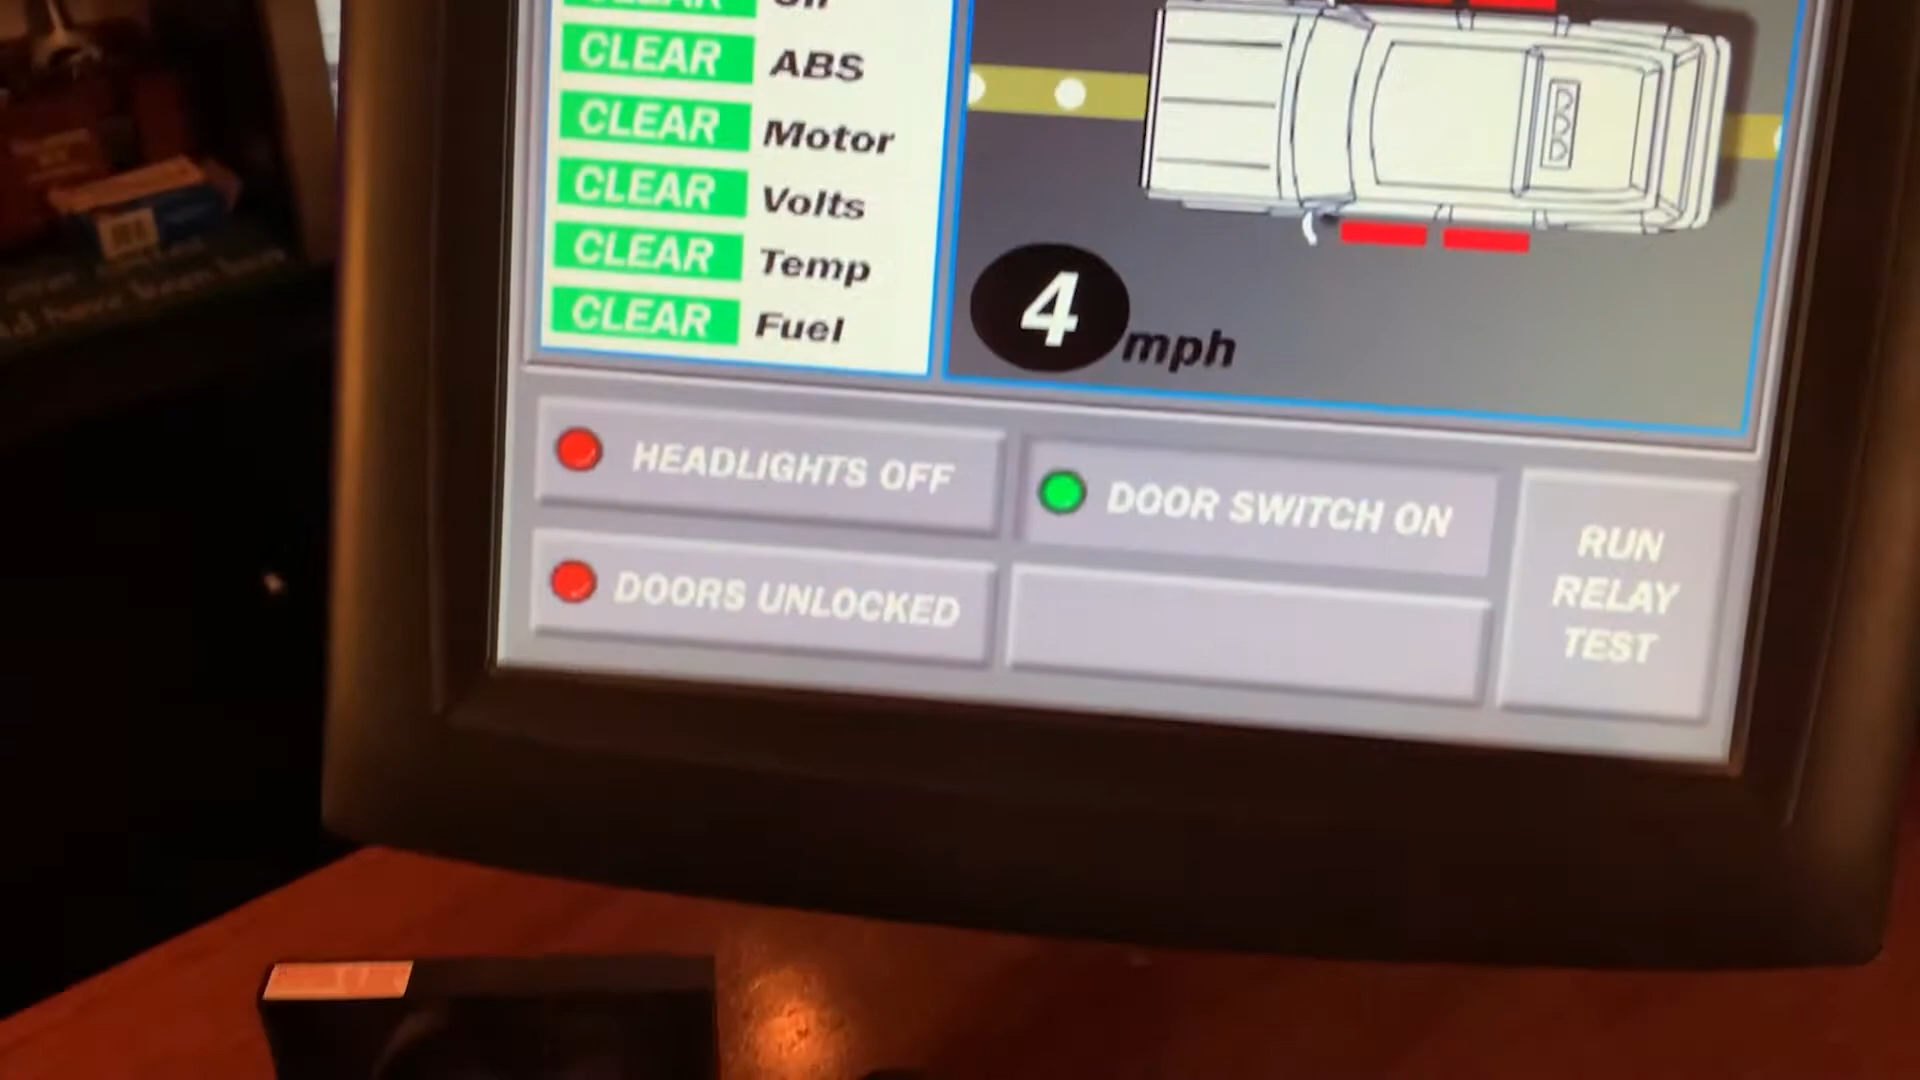 CLEAR ABS
CLEAR Motor
CLEAR Volts
CLEAR Temp
CLEAR Fuel
4 mph
HEADLIGHTS OFF
DOOR SWITCH ON
DOORS UNLOCKED
RUN
RELAY
TEST